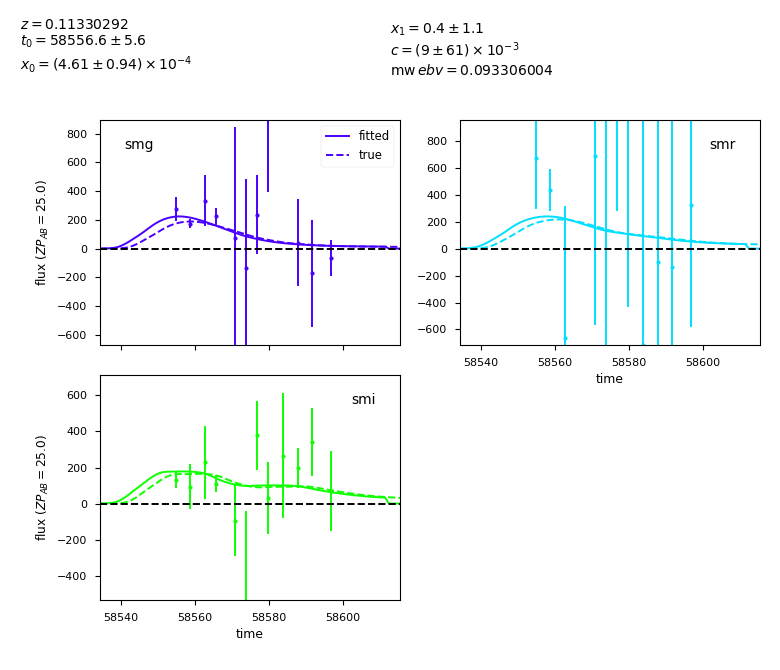 z = 0.11330292
t₀ = 58556.6 ± 5.6
x₀ = (4.61 ± 0.94) × 10⁻⁴
x₁ = 0.4 ± 1.1
c = (9 ± 61) × 10⁻³
mw ebv = 0.093306004
smg
fitted
true
800
600
400
200
0
−200
−400
−600
flux (ZP_AB = 25.0)
smr
800
600
400
200
0
−200
−400
−600
58540
58560
58580
58600
time
smi
600
400
200
0
−200
−400
flux (ZP_AB = 25.0)
58540
58560
58580
58600
time